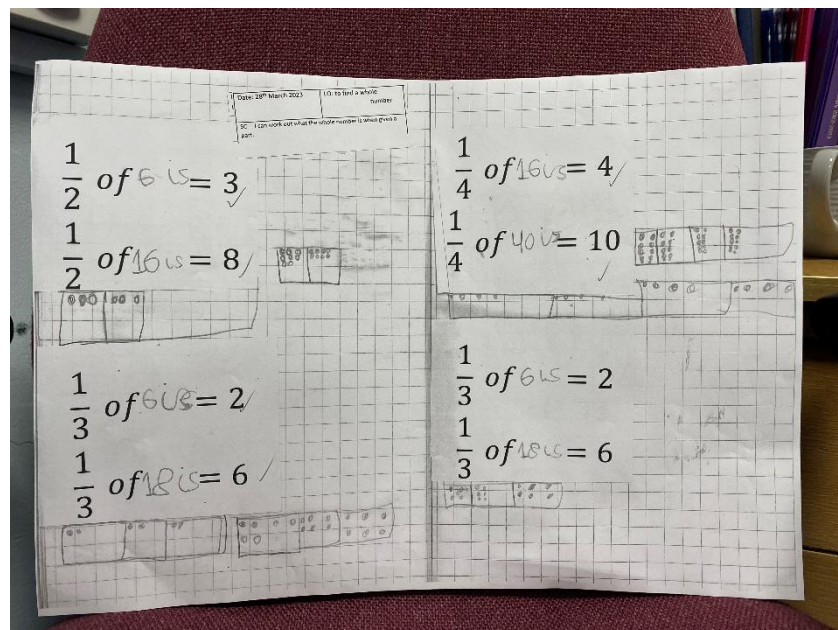 Date: 28th March 2023
LO: to find a whole
number
SC I can work out what the whole number is when given a
part.
1/2 of 6 is = 3
1/2 of 16 is = 8
1/3 of 6 is = 2
1/3 of 18 is = 6
1/4 of 16 is = 4
1/4 of 40 is = 10
1/3 of 6 is = 2
1/3 of 18 is = 6